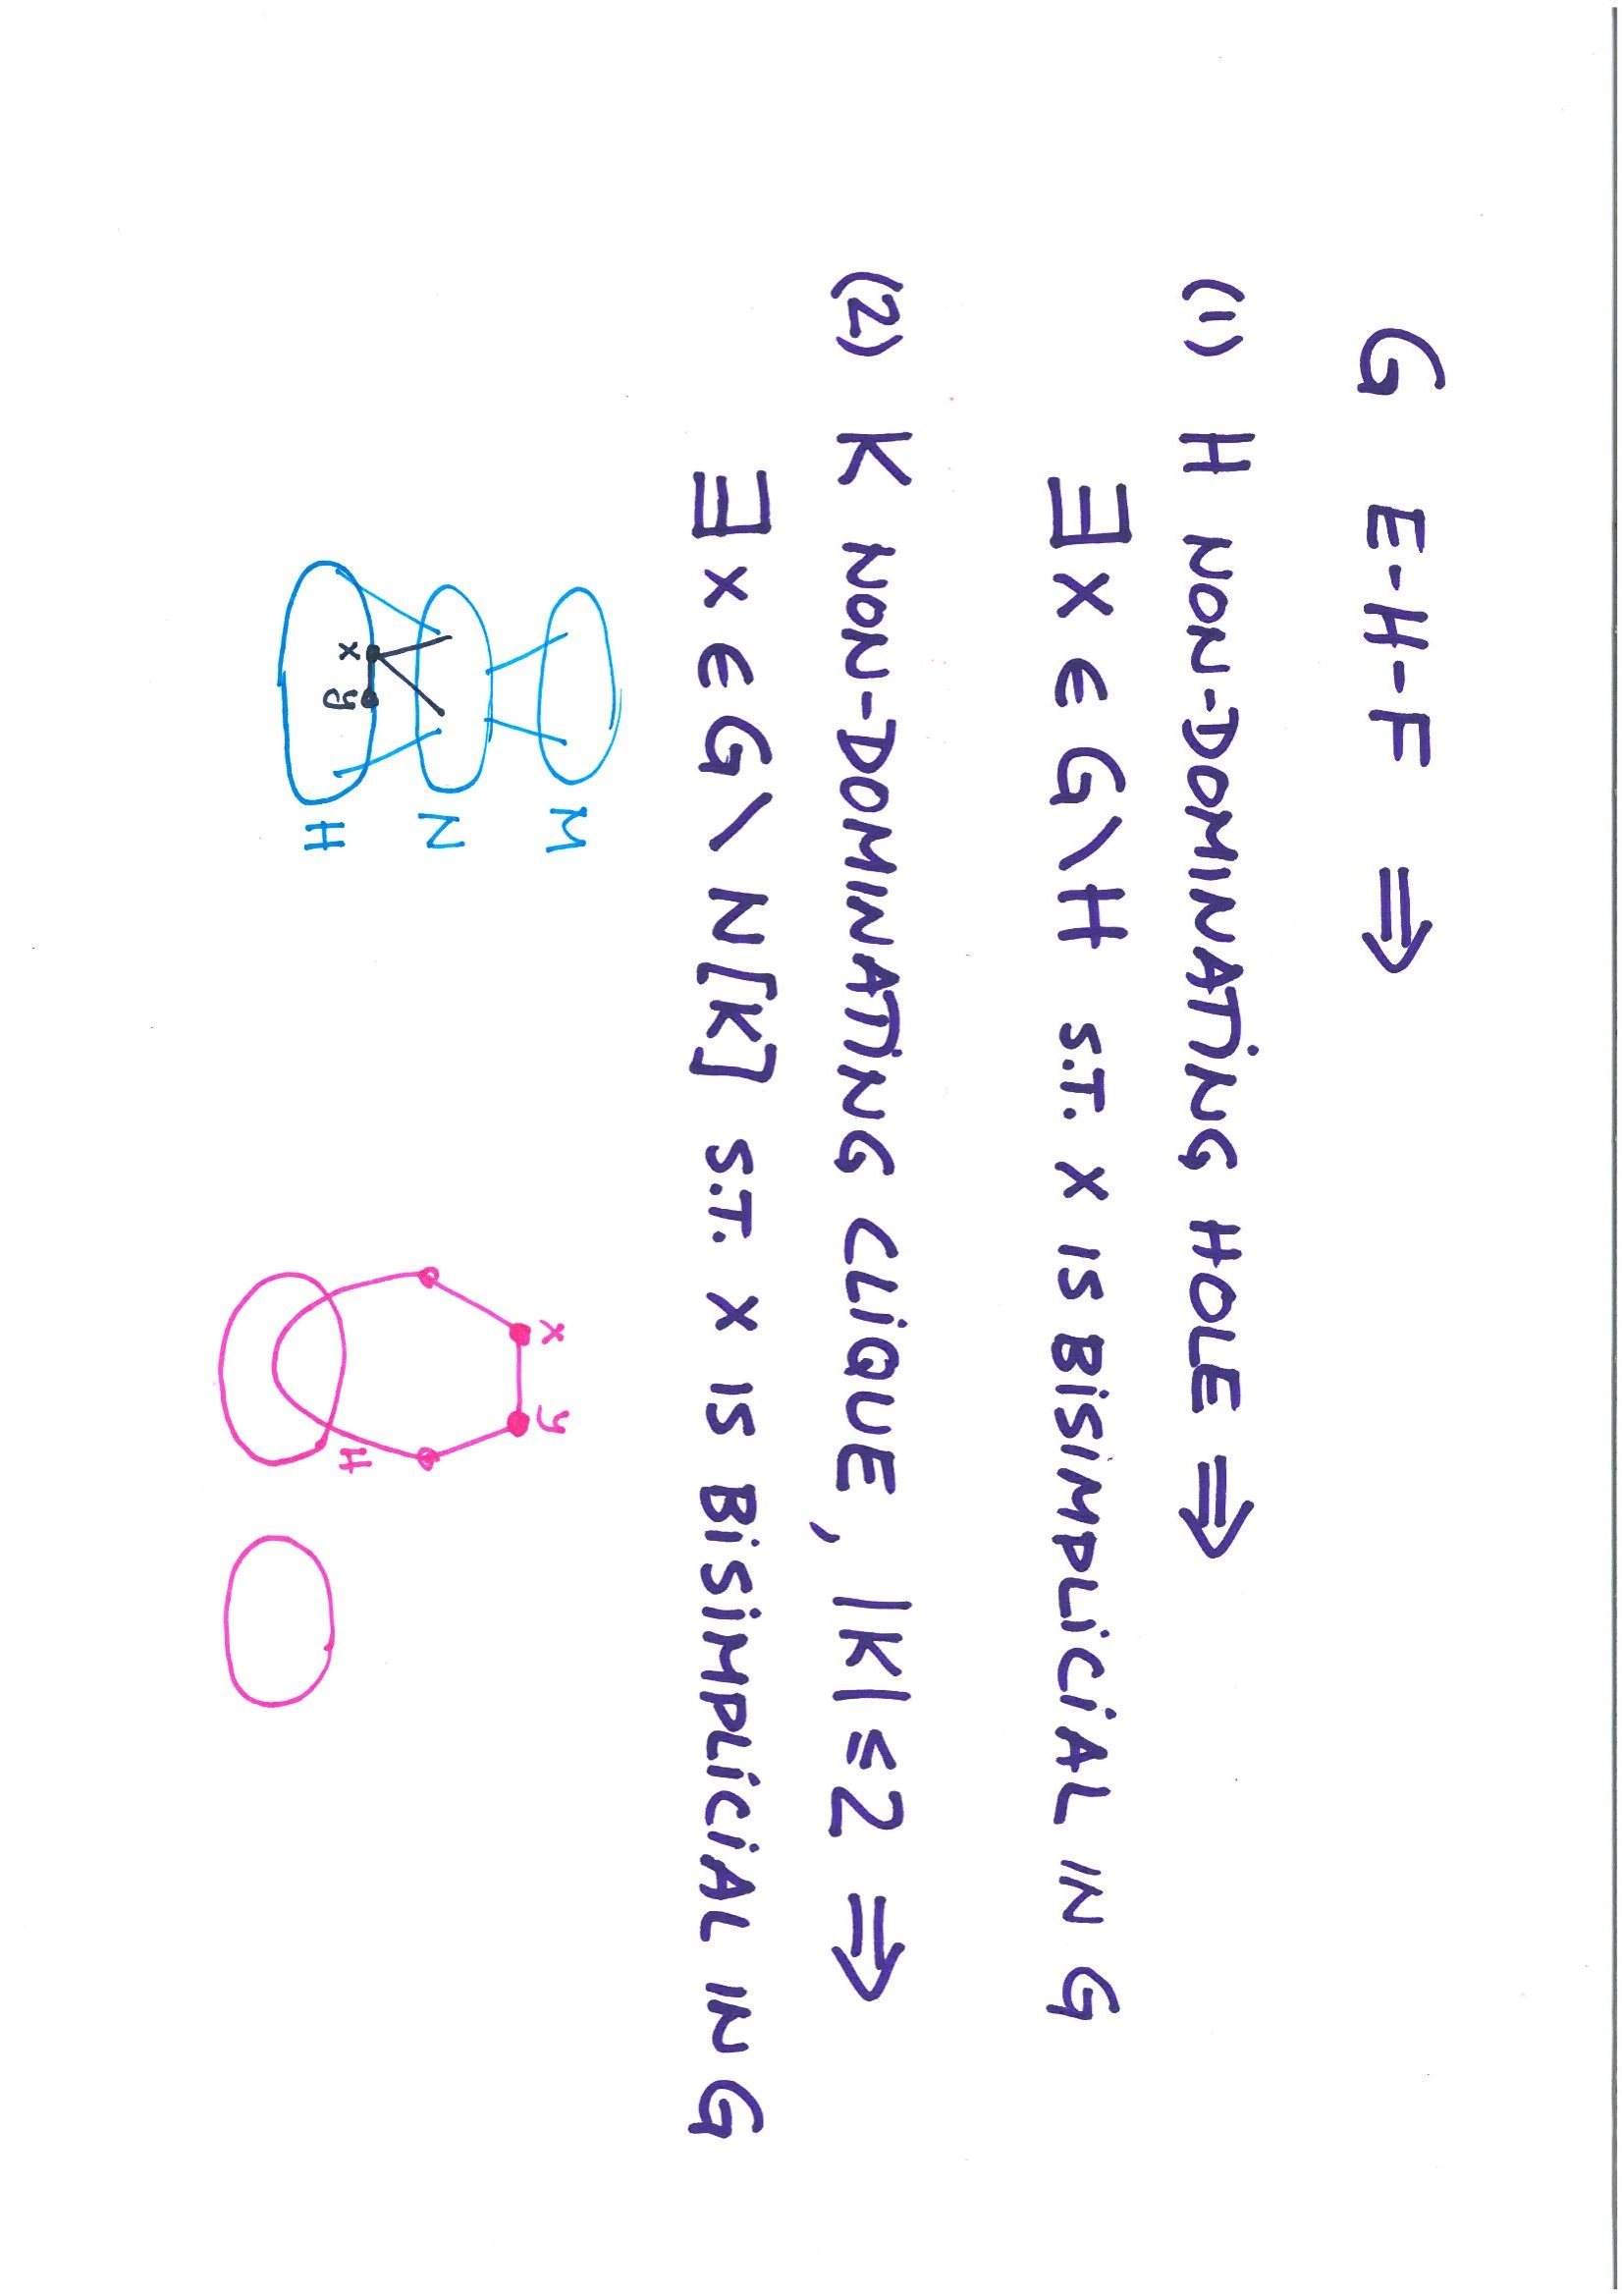 G E-H-F ⇒
(1) H NON-DOMINATING HOLE ⇒
∃ x ∈ G \ H S.T. x IS BISIMPLICIAL IN G
(2) K NON-DOMINATING CLIQUE, |K| ≤ 2 ⇒
∃ x ∈ G \ N[K] S.T. x IS BISIMPLICIAL IN G
M
N
H
x y
x y
H